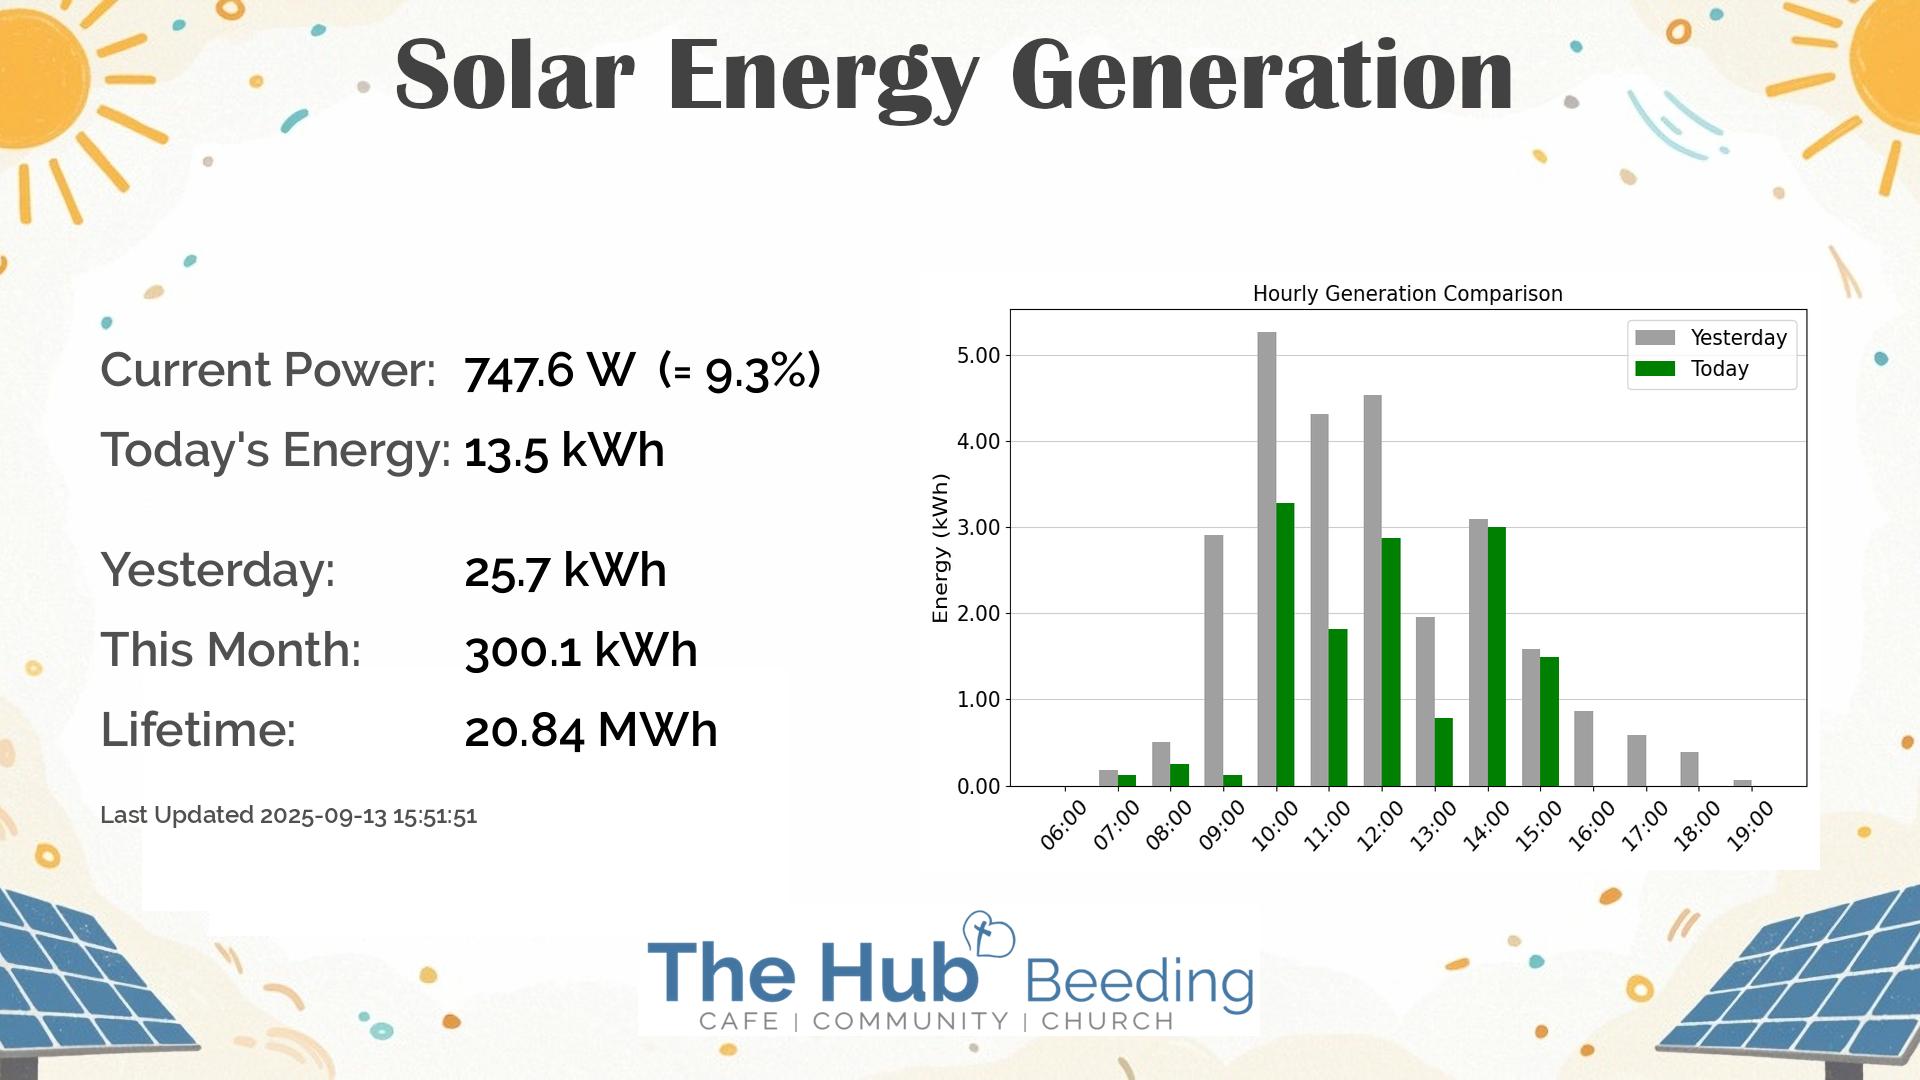 Solar Energy Generation
Current Power: 747.6 W (= 9.3%)
Today's Energy: 13.5 kWh
Yesterday: 25.7 kWh
This Month: 300.1 kWh
Lifetime: 20.84 MWh
Last Updated 2025-09-13 15:51:51
Hourly Generation Comparison
Yesterday
Today
Energy (kWh)
5.00
4.00
3.00
2.00
1.00
0.00
06:00 07:00 08:00 09:00 10:00 11:00 12:00 13:00 14:00 15:00 16:00 17:00 18:00 19:00
The Hub Beeding
CAFE | COMMUNITY | CHURCH